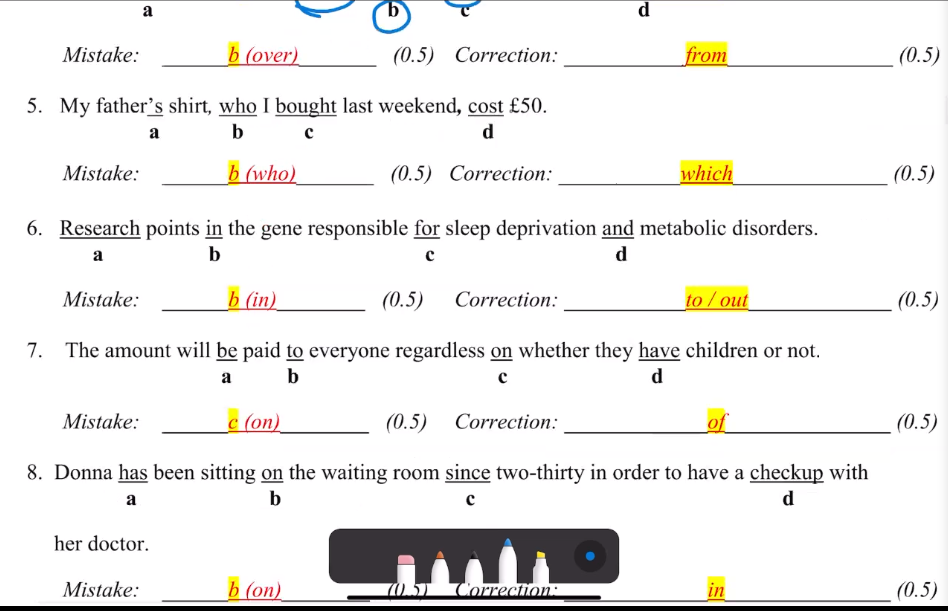 a b c d
Mistake: b (over) (0.5) Correction: from (0.5)
5. My father's shirt, who I bought last weekend, cost £50.
a b c d
Mistake: b (who) (0.5) Correction: which (0.5)
6. Research points in the gene responsible for sleep deprivation and metabolic disorders.
a b c d
Mistake: b (in) (0.5) Correction: to / out (0.5)
7. The amount will be paid to everyone regardless on whether they have children or not.
a b c d
Mistake: c (on) (0.5) Correction: of (0.5)
8. Donna has been sitting on the waiting room since two-thirty in order to have a checkup with
a b c d
her doctor.
Mistake: b (on) (0.5) Correction: in (0.5)